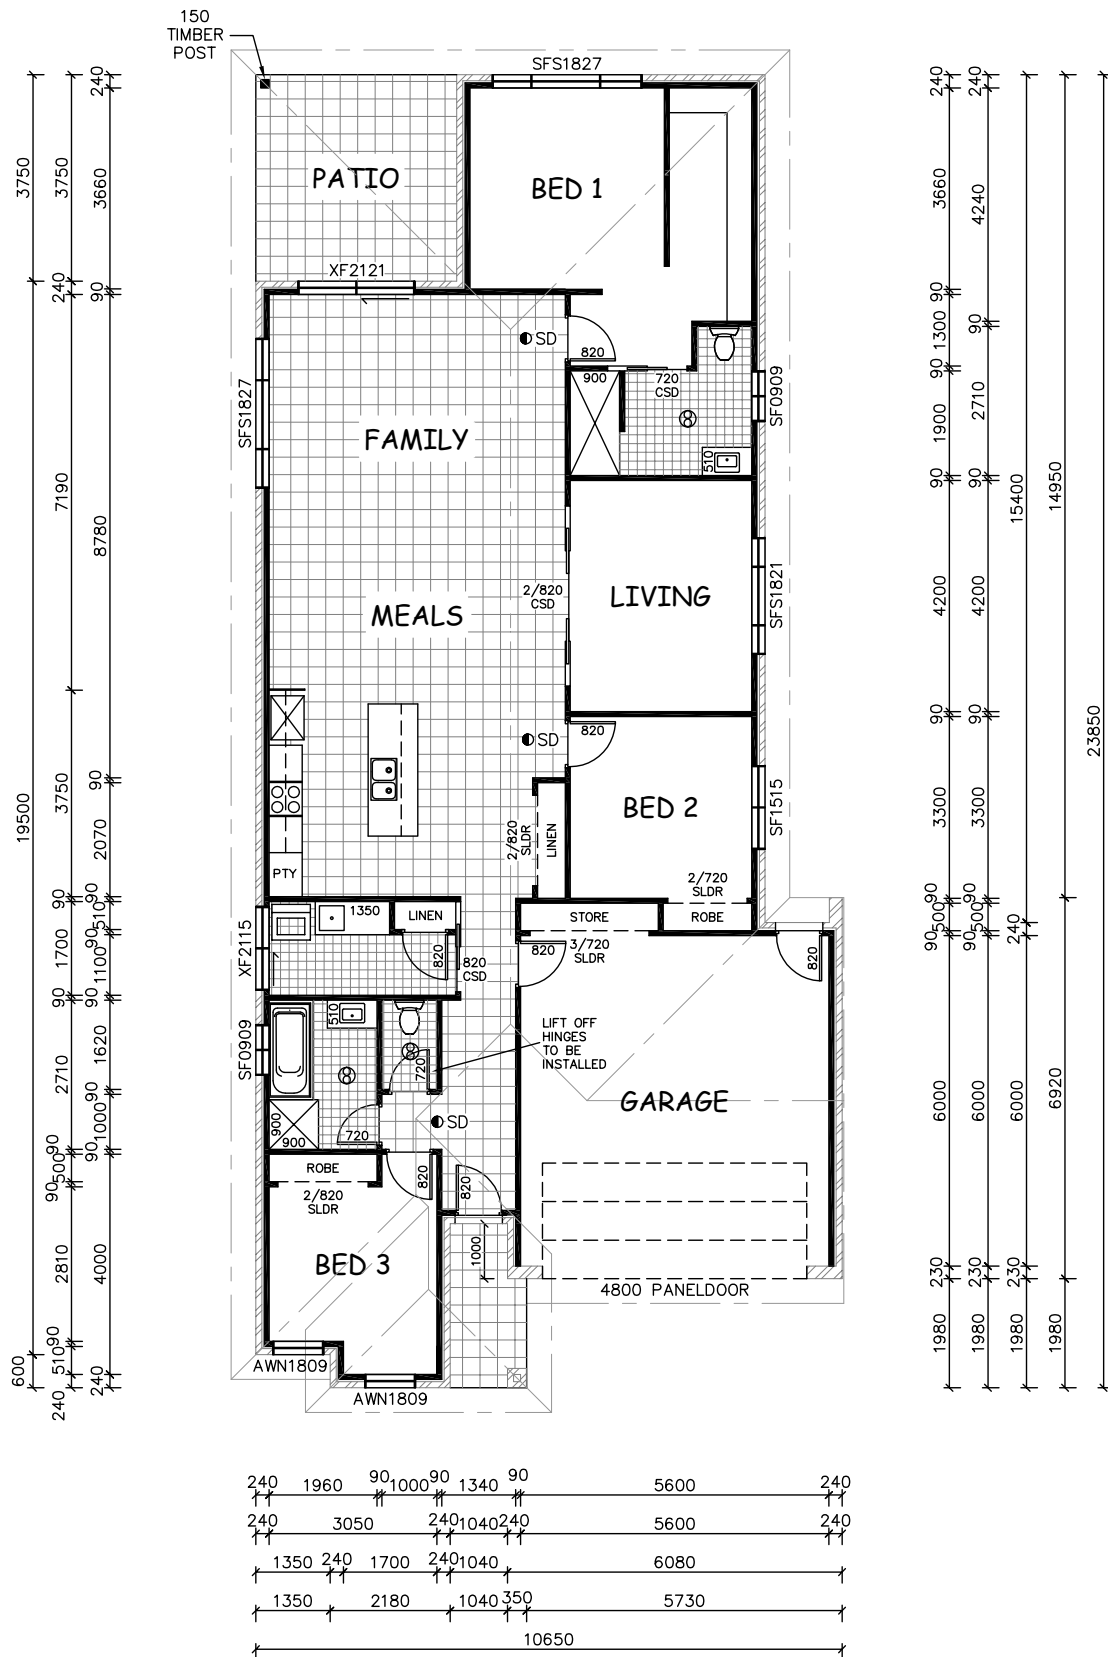 150
TIMBER
POST
SFS1827
PATIO
BED 1
XF2121
SD
820
900
720
CSD
SF0909
SFS1827
FAMILY
510
2/820
CSD
LIVING
SFS1821
MEALS
SD
820
BED 2
SF1515
2/820
SLDR
LINEN
2/720
SLDR
PTY
1350
LINEN
STORE
ROBE
XF2115
820
820
CSD
820
3/720
SLDR
820
510
SF0909
LIFT OFF
HINGES
TO BE
INSTALLED
720
GARAGE
900
900
720
SD
ROBE
820
820
2/820
SLDR
BED 3
1000
4800 PANELDOOR
AWN1809
AWN1809
3750
19500
600
3750
240
7190
3750
90
1700
90
2710
90
500
90
2810
90
510
240
240
3660
90
8780
90
2070
90
510
90
1100
90
1620
90
1000
90
4000
240
240
3660
90
1300
90
1900
90
4200
90
3300
90
500
90
6000
230
1980
240
4240
90
2710
90
4200
90
3300
90
500
90
6000
230
1980
15400
240
6000
230
1980
14950
6920
1980
23850
240 1960 90 1000 90 1340 90 5600 240
240 3050 240 1040 240 5600 240
1350 240 1700 240 1040 6080
1350 2180 1040 350 5730
10650